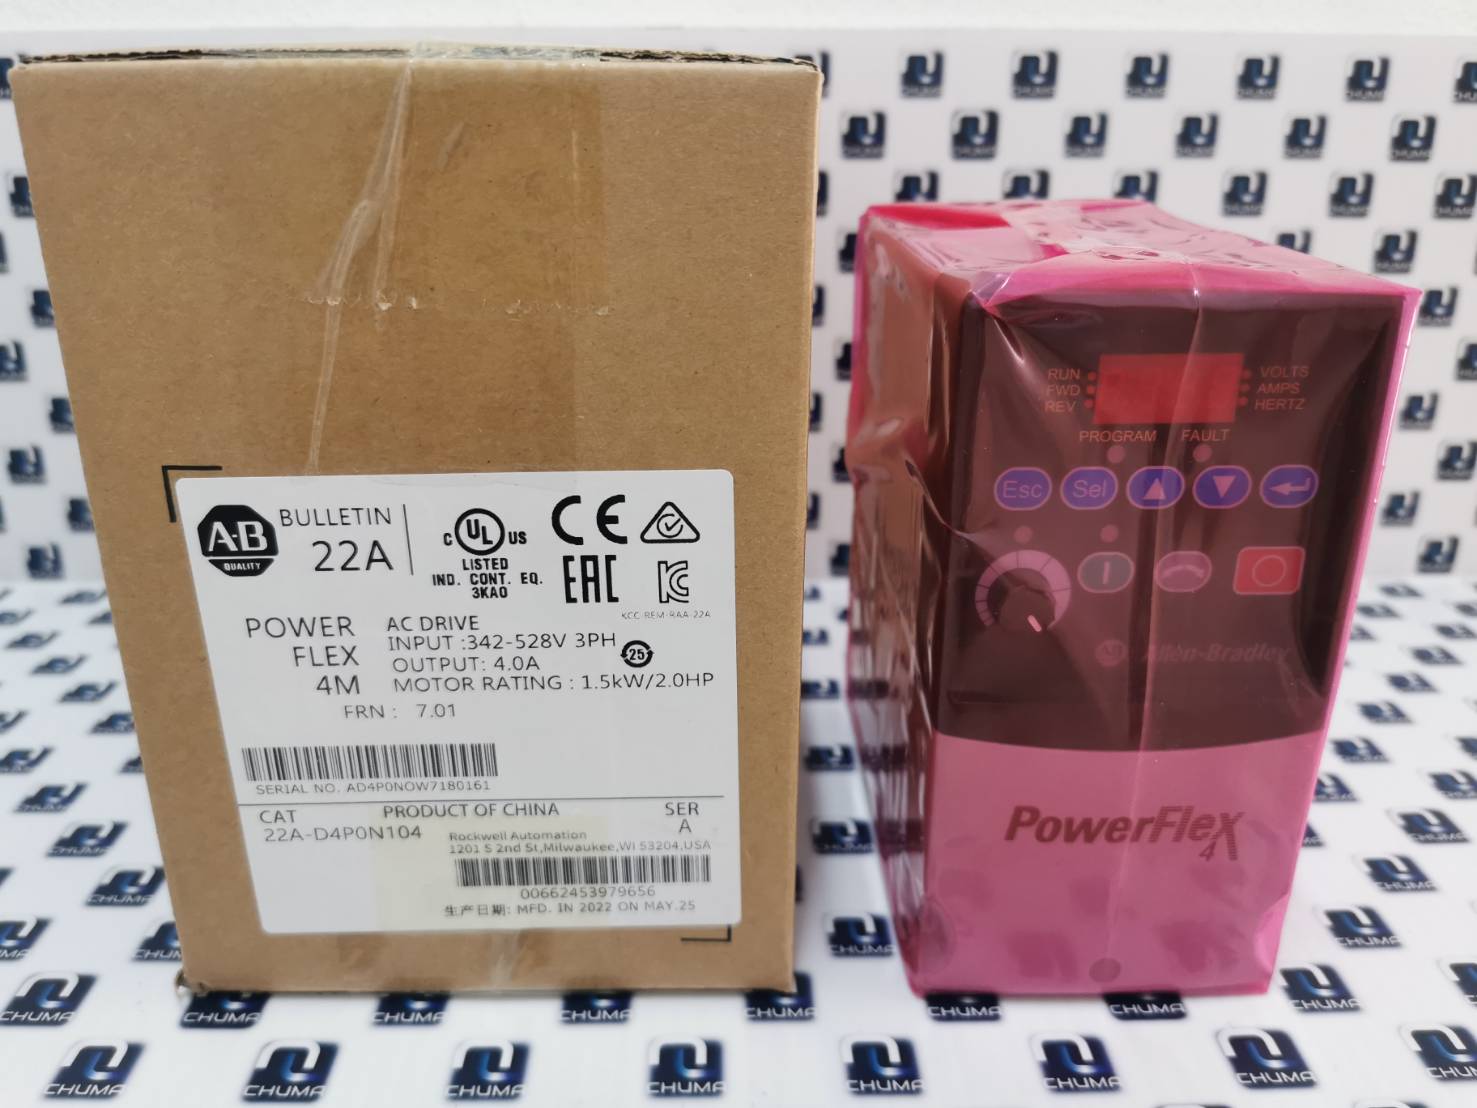 A-B
QUALITY
BULLETIN
22A
C UL US
LISTED
IND. CONT. EQ.
3KA0
CE
EAC
KCC-REM-RAA-22A
POWER
FLEX
4M
AC DRIVE
INPUT :342-528V 3PH
OUTPUT: 4.0A
25
MOTOR RATING : 1.5kW/2.0HP
FRN : 7.01
SERIAL NO. AD4P0NOW7180161
CAT
PRODUCT OF CHINA
SER
22A-D4P0N104
A
Rockwell Automation
1201 S 2nd St,Milwaukee,WI 53204,USA
00662453979656
生产日期: MFD. IN 2022 ON MAY.25
RUN
FWD
REV
VOLTS
AMPS
HERTZ
PROGRAM FAULT
Esc Sel
Allen-Bradley
PowerFlex
4
CHUMA